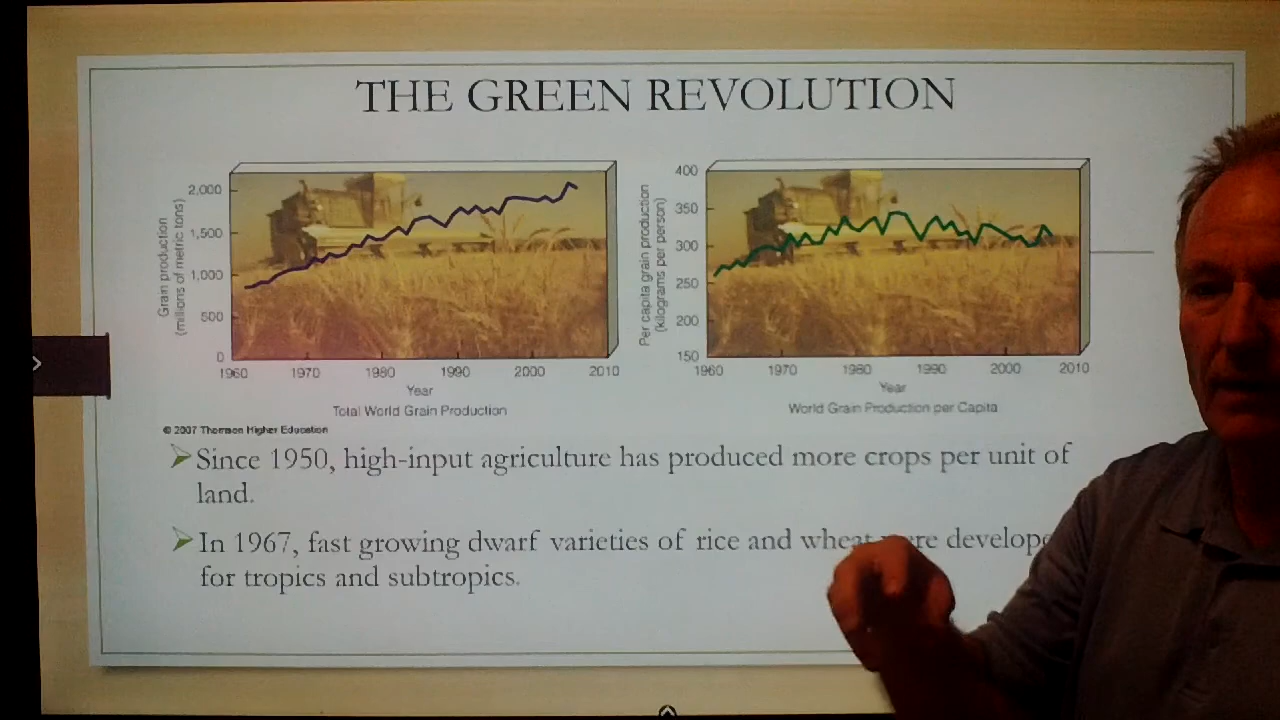 THE GREEN REVOLUTION
Grain production
(millions of metric tons)
2,000
1,500
1,000
500
0
1960 1970 1980 1990 2000 2010
Year
Total World Grain Production
Per capita grain production
(kilograms per person)
400
350
300
250
200
150
1960 1970 1980 1990 2000 2010
Year
World Grain Production per Capita
© 2007 Thomson Higher Education
Since 1950, high-input agriculture has produced more crops per unit of
land.
In 1967, fast growing dwarf varieties of rice and wheat were develope
for tropics and subtropics.